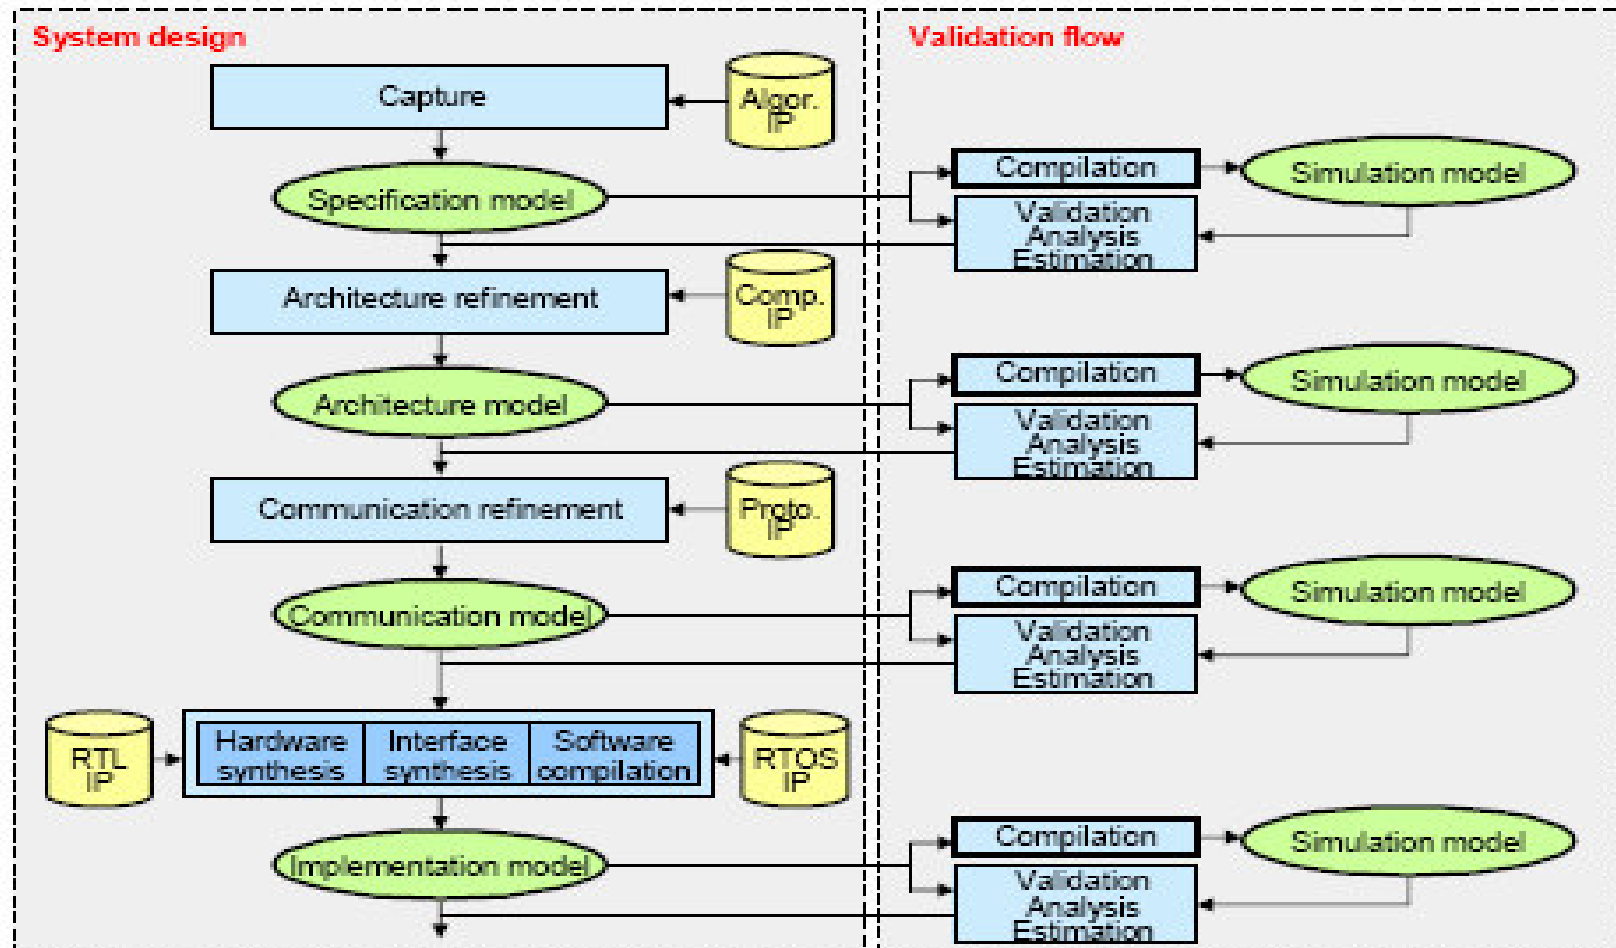 System design
Validation flow
Capture
Algor.
IP
Specification model
Compilation
Simulation model
Validation
Analysis
Estimation
Architecture refinement
Comp.
IP
Architecture model
Compilation
Simulation model
Validation
Analysis
Estimation
Communication refinement
Proto.
IP
Communication model
Compilation
Simulation model
Validation
Analysis
Estimation
RTL
IP
Hardware
synthesis
Interface
synthesis
Software
compilation
RTOS
IP
Implementation model
Compilation
Simulation model
Validation
Analysis
Estimation